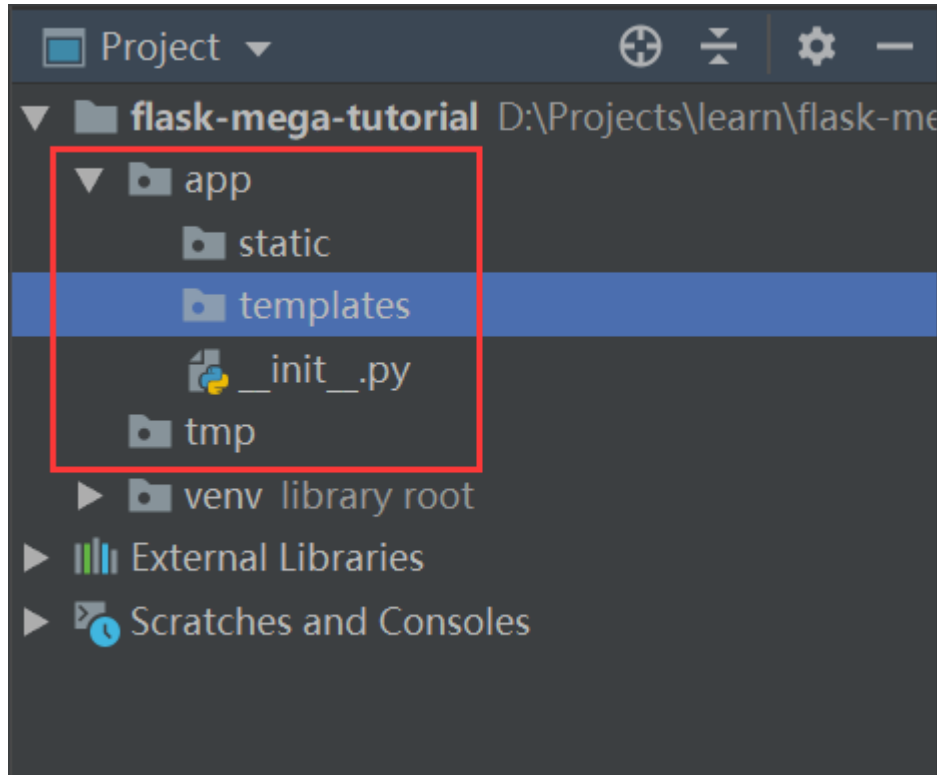 Project
flask-mega-tutorial D:\Projects\learn\flask-me
app
static
templates
__init__.py
tmp
venv library root
External Libraries
Scratches and Consoles